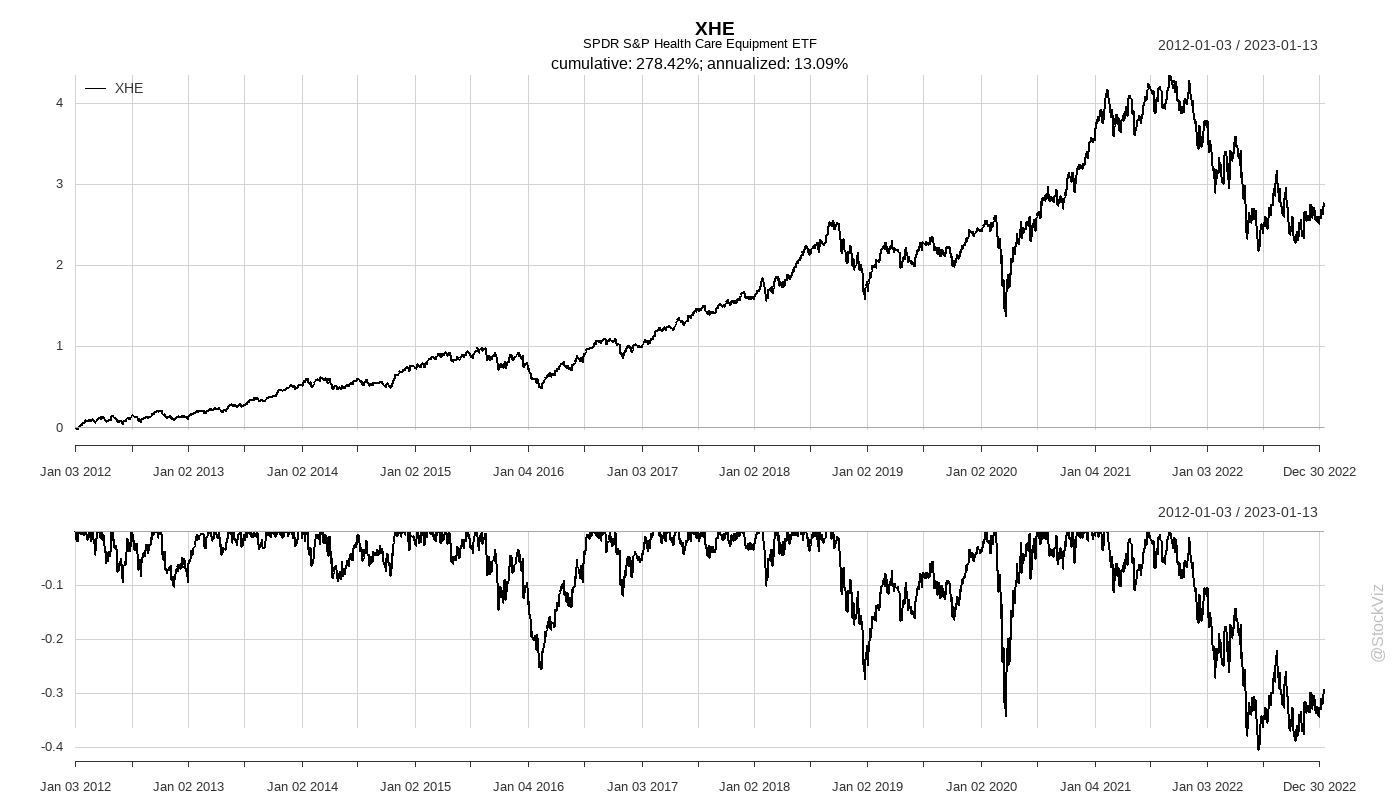 XHE
SPDR S&P Health Care Equipment ETF
cumulative: 278.42%; annualized: 13.09%
2012-01-03 / 2023-01-13
XHE
4
3
2
1
0
Jan 03 2012 Jan 02 2013 Jan 02 2014 Jan 02 2015 Jan 04 2016 Jan 03 2017 Jan 02 2018 Jan 02 2019 Jan 02 2020 Jan 04 2021 Jan 03 2022 Dec 30 2022
2012-01-03 / 2023-01-13
-0.1
-0.2
-0.3
-0.4
Jan 03 2012 Jan 02 2013 Jan 02 2014 Jan 02 2015 Jan 04 2016 Jan 03 2017 Jan 02 2018 Jan 02 2019 Jan 02 2020 Jan 04 2021 Jan 03 2022 Dec 30 2022
@StockViz